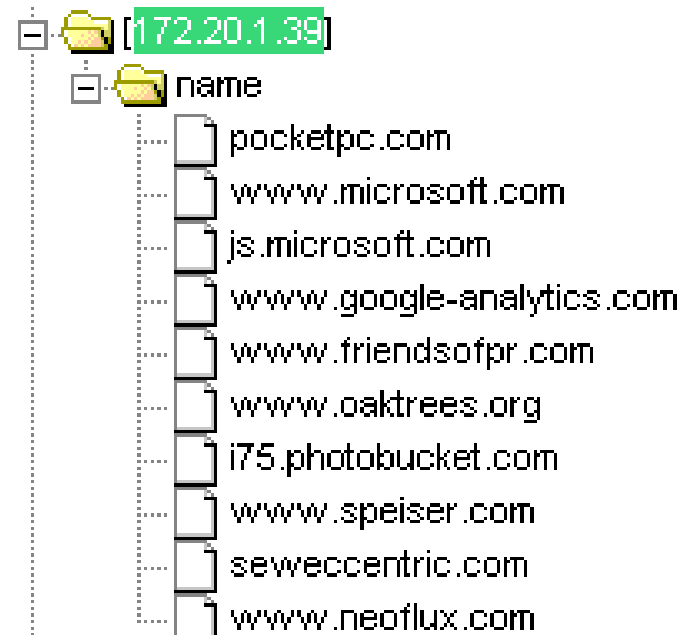 [172.20.1.39]
name
pocketpc.com
www.microsoft.com
js.microsoft.com
www.google-analytics.com
www.friendsofpr.com
www.oaktrees.org
i75.photobucket.com
www.speiser.com
seweccentric.com
www.neoflux.com